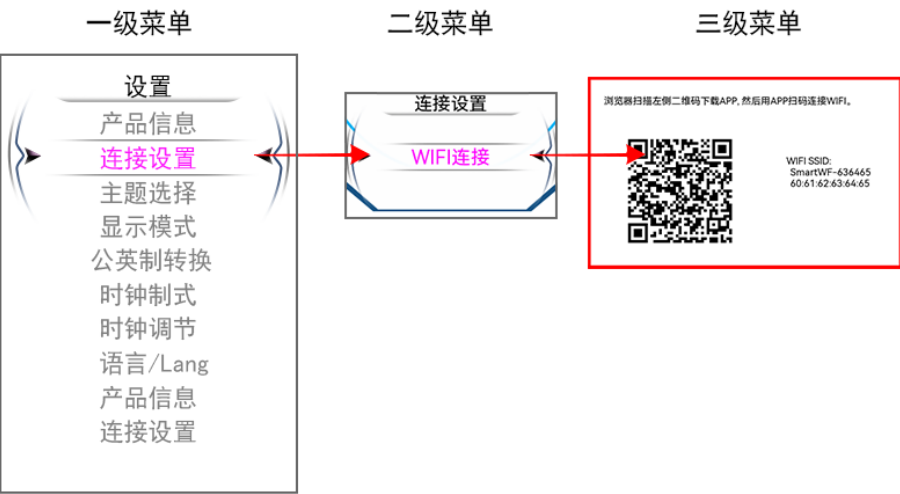 一级菜单
二级菜单
三级菜单
设置
产品信息
连接设置
主题选择
显示模式
公英制转换
时钟制式
时钟调节
语言/Lang
产品信息
连接设置
连接设置
WIFI连接
浏览器扫描左侧二维码下载APP, 然后用APP扫码连接WIFI。
WIFI SSID:
SmartWF-636465
60:61:62:63:64:65